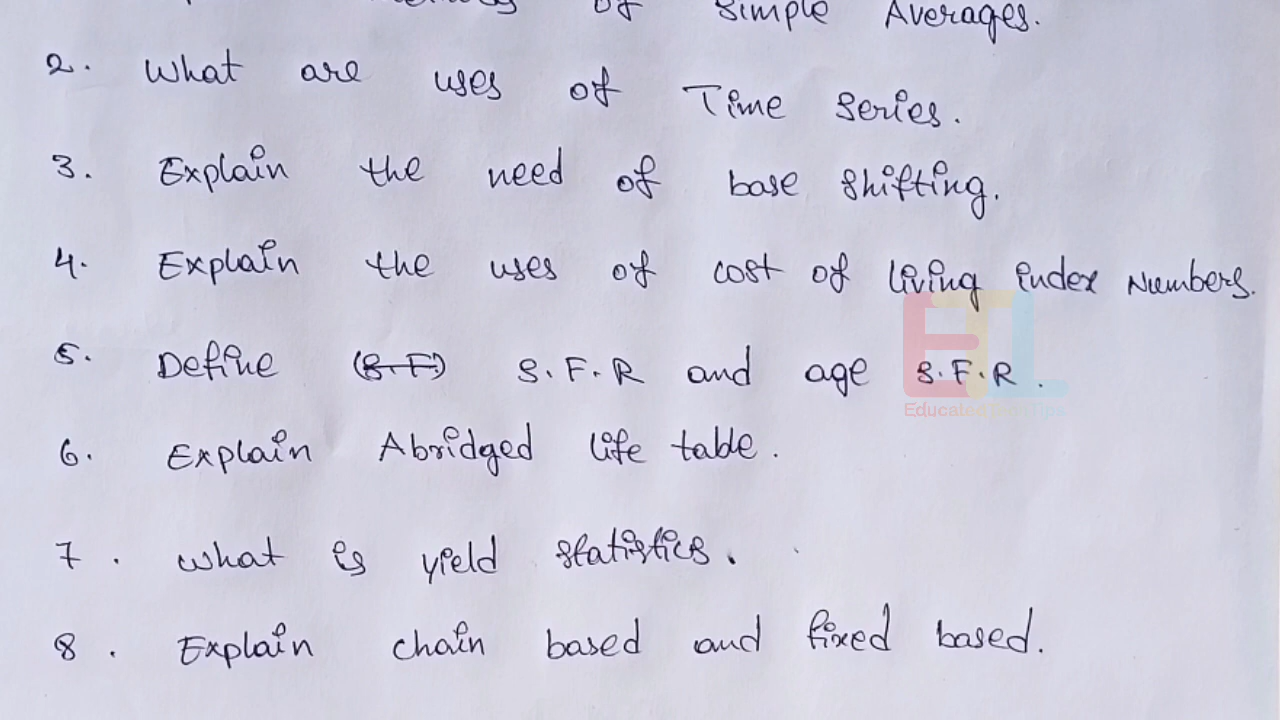 of Simple Averages.
2. What are uses of Time Series.
3. Explain the need of base Shifting.
4. Explain the uses of cost of living index Numbers.
5. Define (S F) S.F.R and age S.F.R.
6. Explain Abridged life table.
7. What is yield statistics.
8. Explain chain based and fixed based.
ETL
Educated Tips